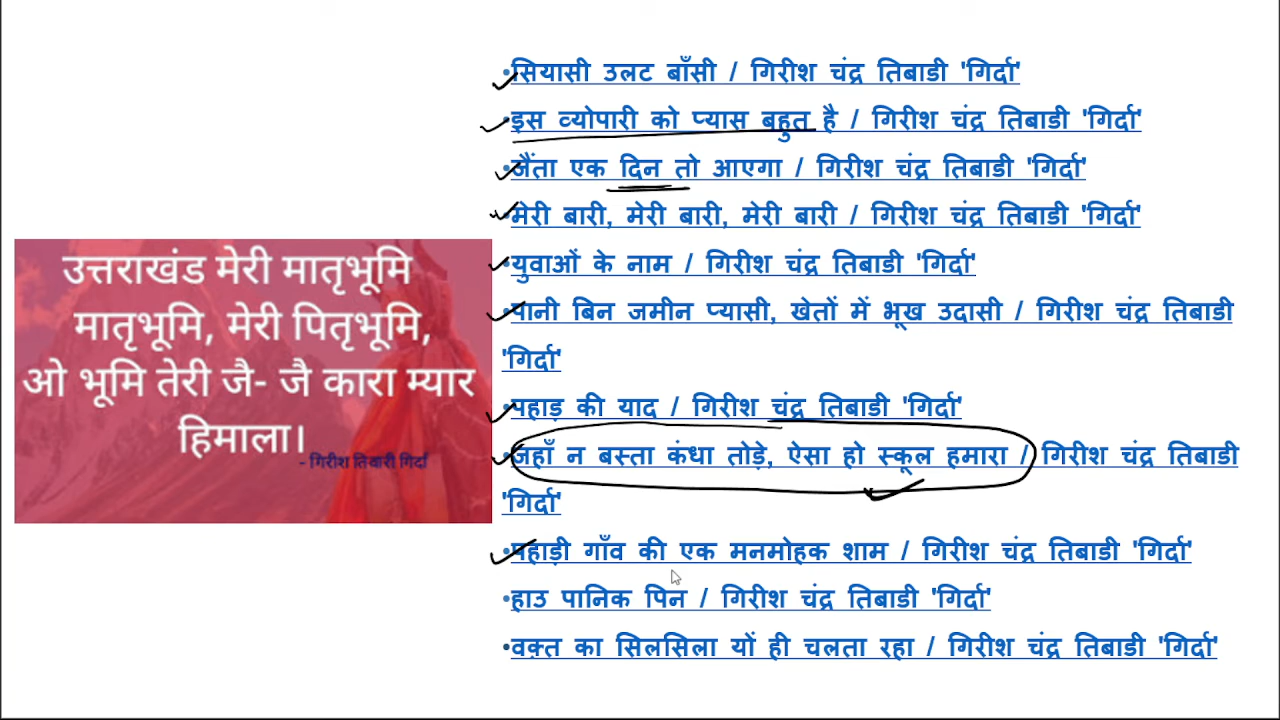 उत्तराखंड मेरी मातृभूमि
मातृभूमि, मेरी पितृभूमि,
ओ भूमि तेरी जै- जै कारा म्यार
हिमाला।
- गिरीश तिवारी गिर्दा
•सियासी उलट बाँसी / गिरीश चंद्र तिबाडी 'गिर्दा'
•इस व्योपारी को प्यास बहुत है / गिरीश चंद्र तिबाडी 'गिर्दा'
•जैंता एक दिन तो आएगा / गिरीश चंद्र तिबाडी 'गिर्दा'
•मेरी बारी, मेरी बारी, मेरी बारी / गिरीश चंद्र तिबाडी 'गिर्दा'
•युवाओं के नाम / गिरीश चंद्र तिबाडी 'गिर्दा'
•पानी बिन जमीन प्यासी, खेतों में भूख उदासी / गिरीश चंद्र तिबाडी
'गिर्दा'
•पहाड़ की याद / गिरीश चंद्र तिबाडी 'गिर्दा'
•जहाँ न बस्ता कंधा तोड़े, ऐसा हो स्कूल हमारा / गिरीश चंद्र तिबाडी
'गिर्दा'
•पहाड़ी गाँव की एक मनमोहक शाम / गिरीश चंद्र तिबाडी 'गिर्दा'
•हाउ पानिक पिन / गिरीश चंद्र तिबाडी 'गिर्दा'
•वक़्त का सिलसिला यों ही चलता रहा / गिरीश चंद्र तिबाडी 'गिर्दा'